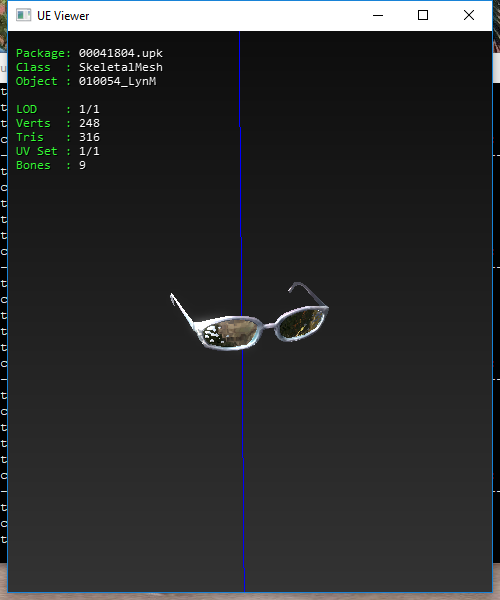 UE Viewer
Package: 00041804.upk
Class : SkeletalMesh
Object : 010054_LynM
LOD : 1/1
Verts : 248
Tris : 316
UV Set : 1/1
Bones : 9